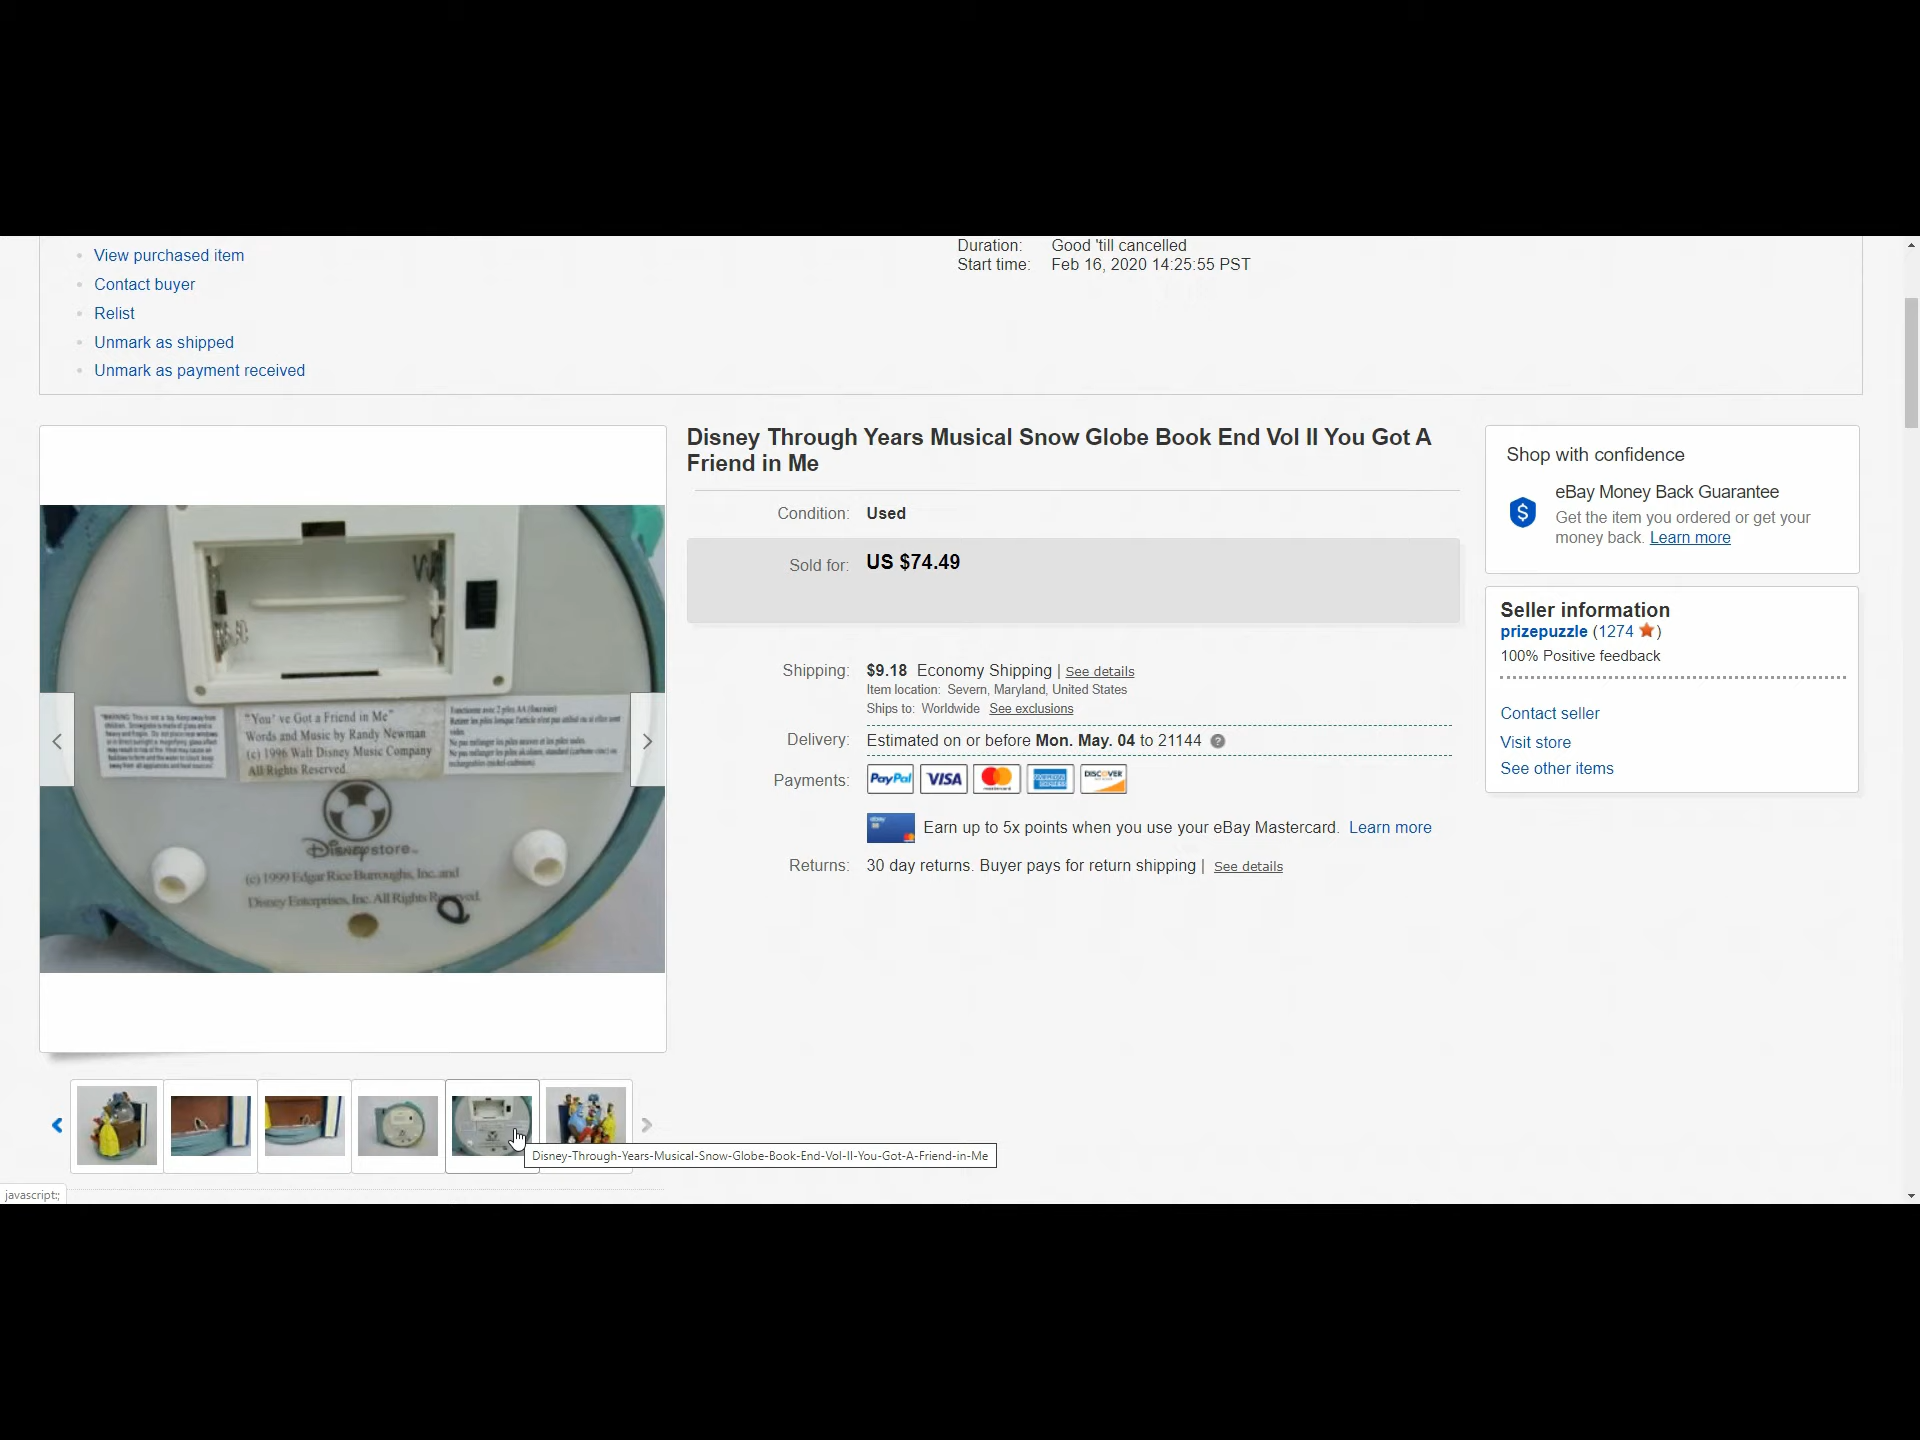 View purchased item
Contact buyer
Relist
Unmark as shipped
Unmark as payment received
Duration: Good 'till cancelled
Start time: Feb 16, 2020 14:25:55 PST
Disney Through Years Musical Snow Globe Book End Vol II You Got A
Friend in Me
Condition: Used
Sold for: US $74.49
Shipping: $9.18 Economy Shipping | See details
Item location: Severn, Maryland, United States
Ships to: Worldwide See exclusions
Delivery: Estimated on or before Mon. May. 04 to 21144 ?
Payments: PayPal VISA mastercard AMERICAN EXPRESS DISCOVER
ebay Earn up to 5x points when you use your eBay Mastercard. Learn more
Returns: 30 day returns. Buyer pays for return shipping | See details
Shop with confidence
$ eBay Money Back Guarantee
Get the item you ordered or get your
money back. Learn more
Seller information
prizepuzzle (1274 )
100% Positive feedback
Contact seller
Visit store
See other items
"You' ve Got a Friend in Me"
Words and Music by Randy Newman
(c) 1996 Walt Disney Music Company
All Rights Reserved.
Disney store
(c) 1999 Edgar Rice Burroughs, Inc. and
Disney Enterprises, Inc. All Rights Reserved.
Disney-Through-Years-Musical-Snow-Globe-Book-End-Vol-II-You-Got-A-Friend-in-Me
javascript:;